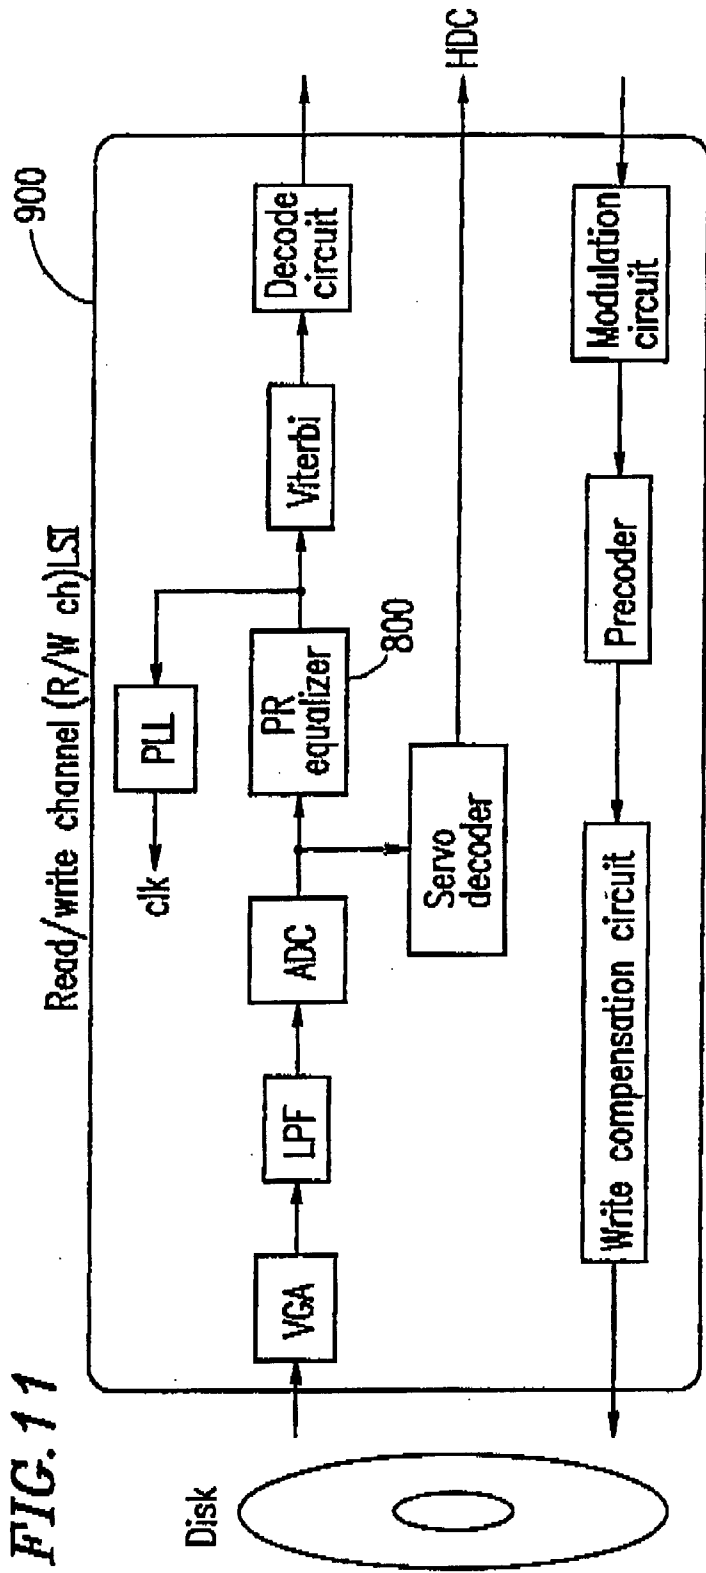 FIG.11
Read/write channel (R/W ch)LSI
900
Disk
VGA
LPF
ADC
PLL
clk
PR
equalizer
800
Viterbi
Decode
circuit
Servo
decoder
HDC
Write compensation circuit
Precoder
Modulation
circuit